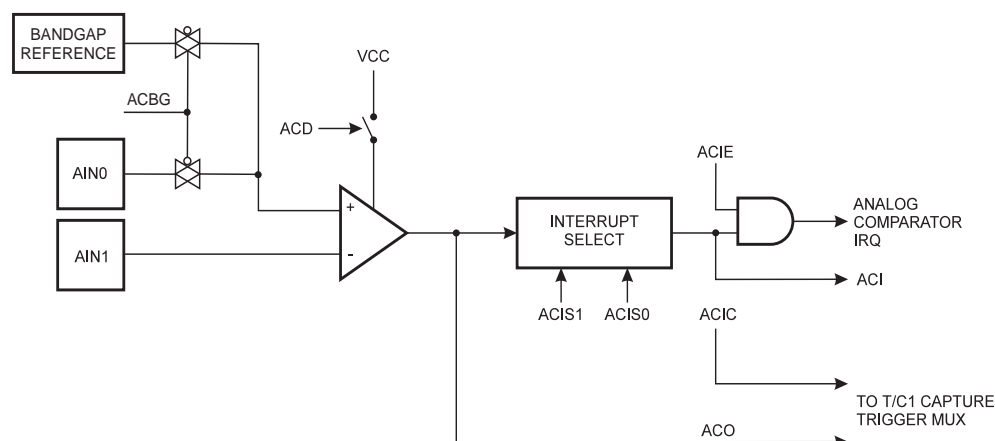 BANDGAP
REFERENCE
VCC
ACBG
ACD
ACIE
AIN0
+
INTERRUPT
SELECT
ANALOG
COMPARATOR
IRQ
AIN1
-
ACI
ACIS1
ACIS0
ACIC
TO T/C1 CAPTURE
TRIGGER MUX
ACO